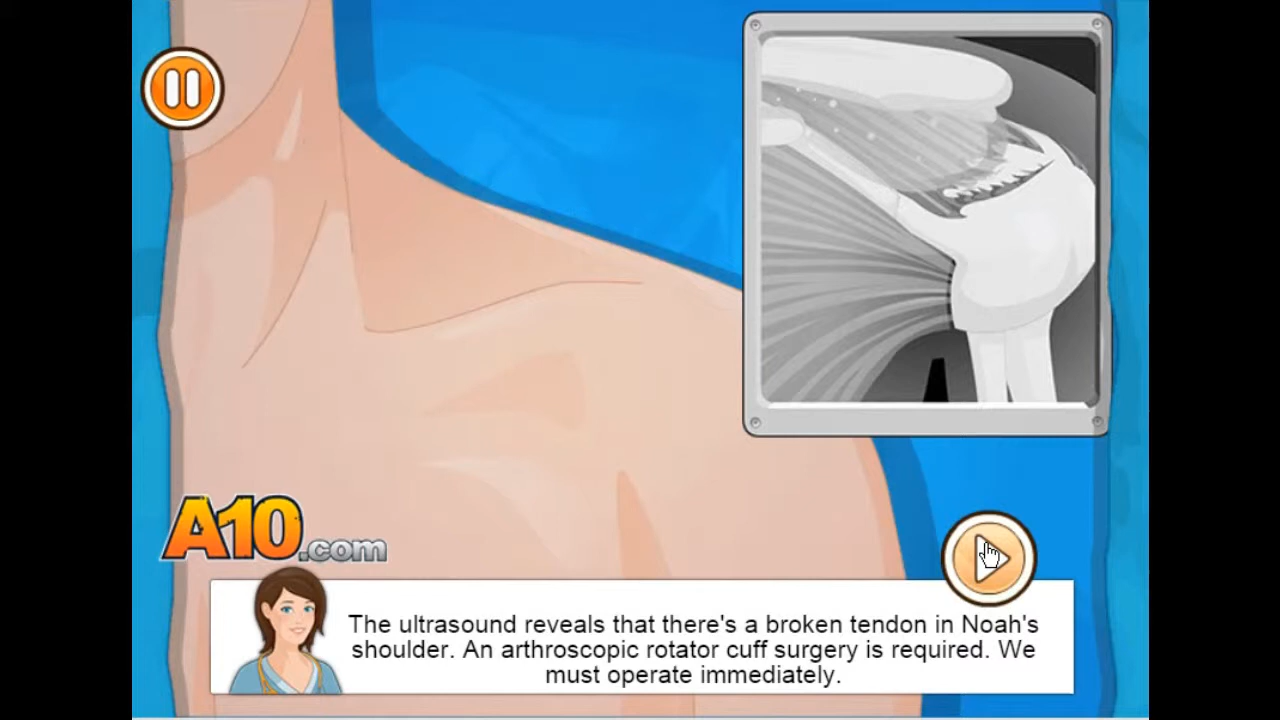 A10.com
The ultrasound reveals that there's a broken tendon in Noah's
shoulder. An arthroscopic rotator cuff surgery is required. We
must operate immediately.